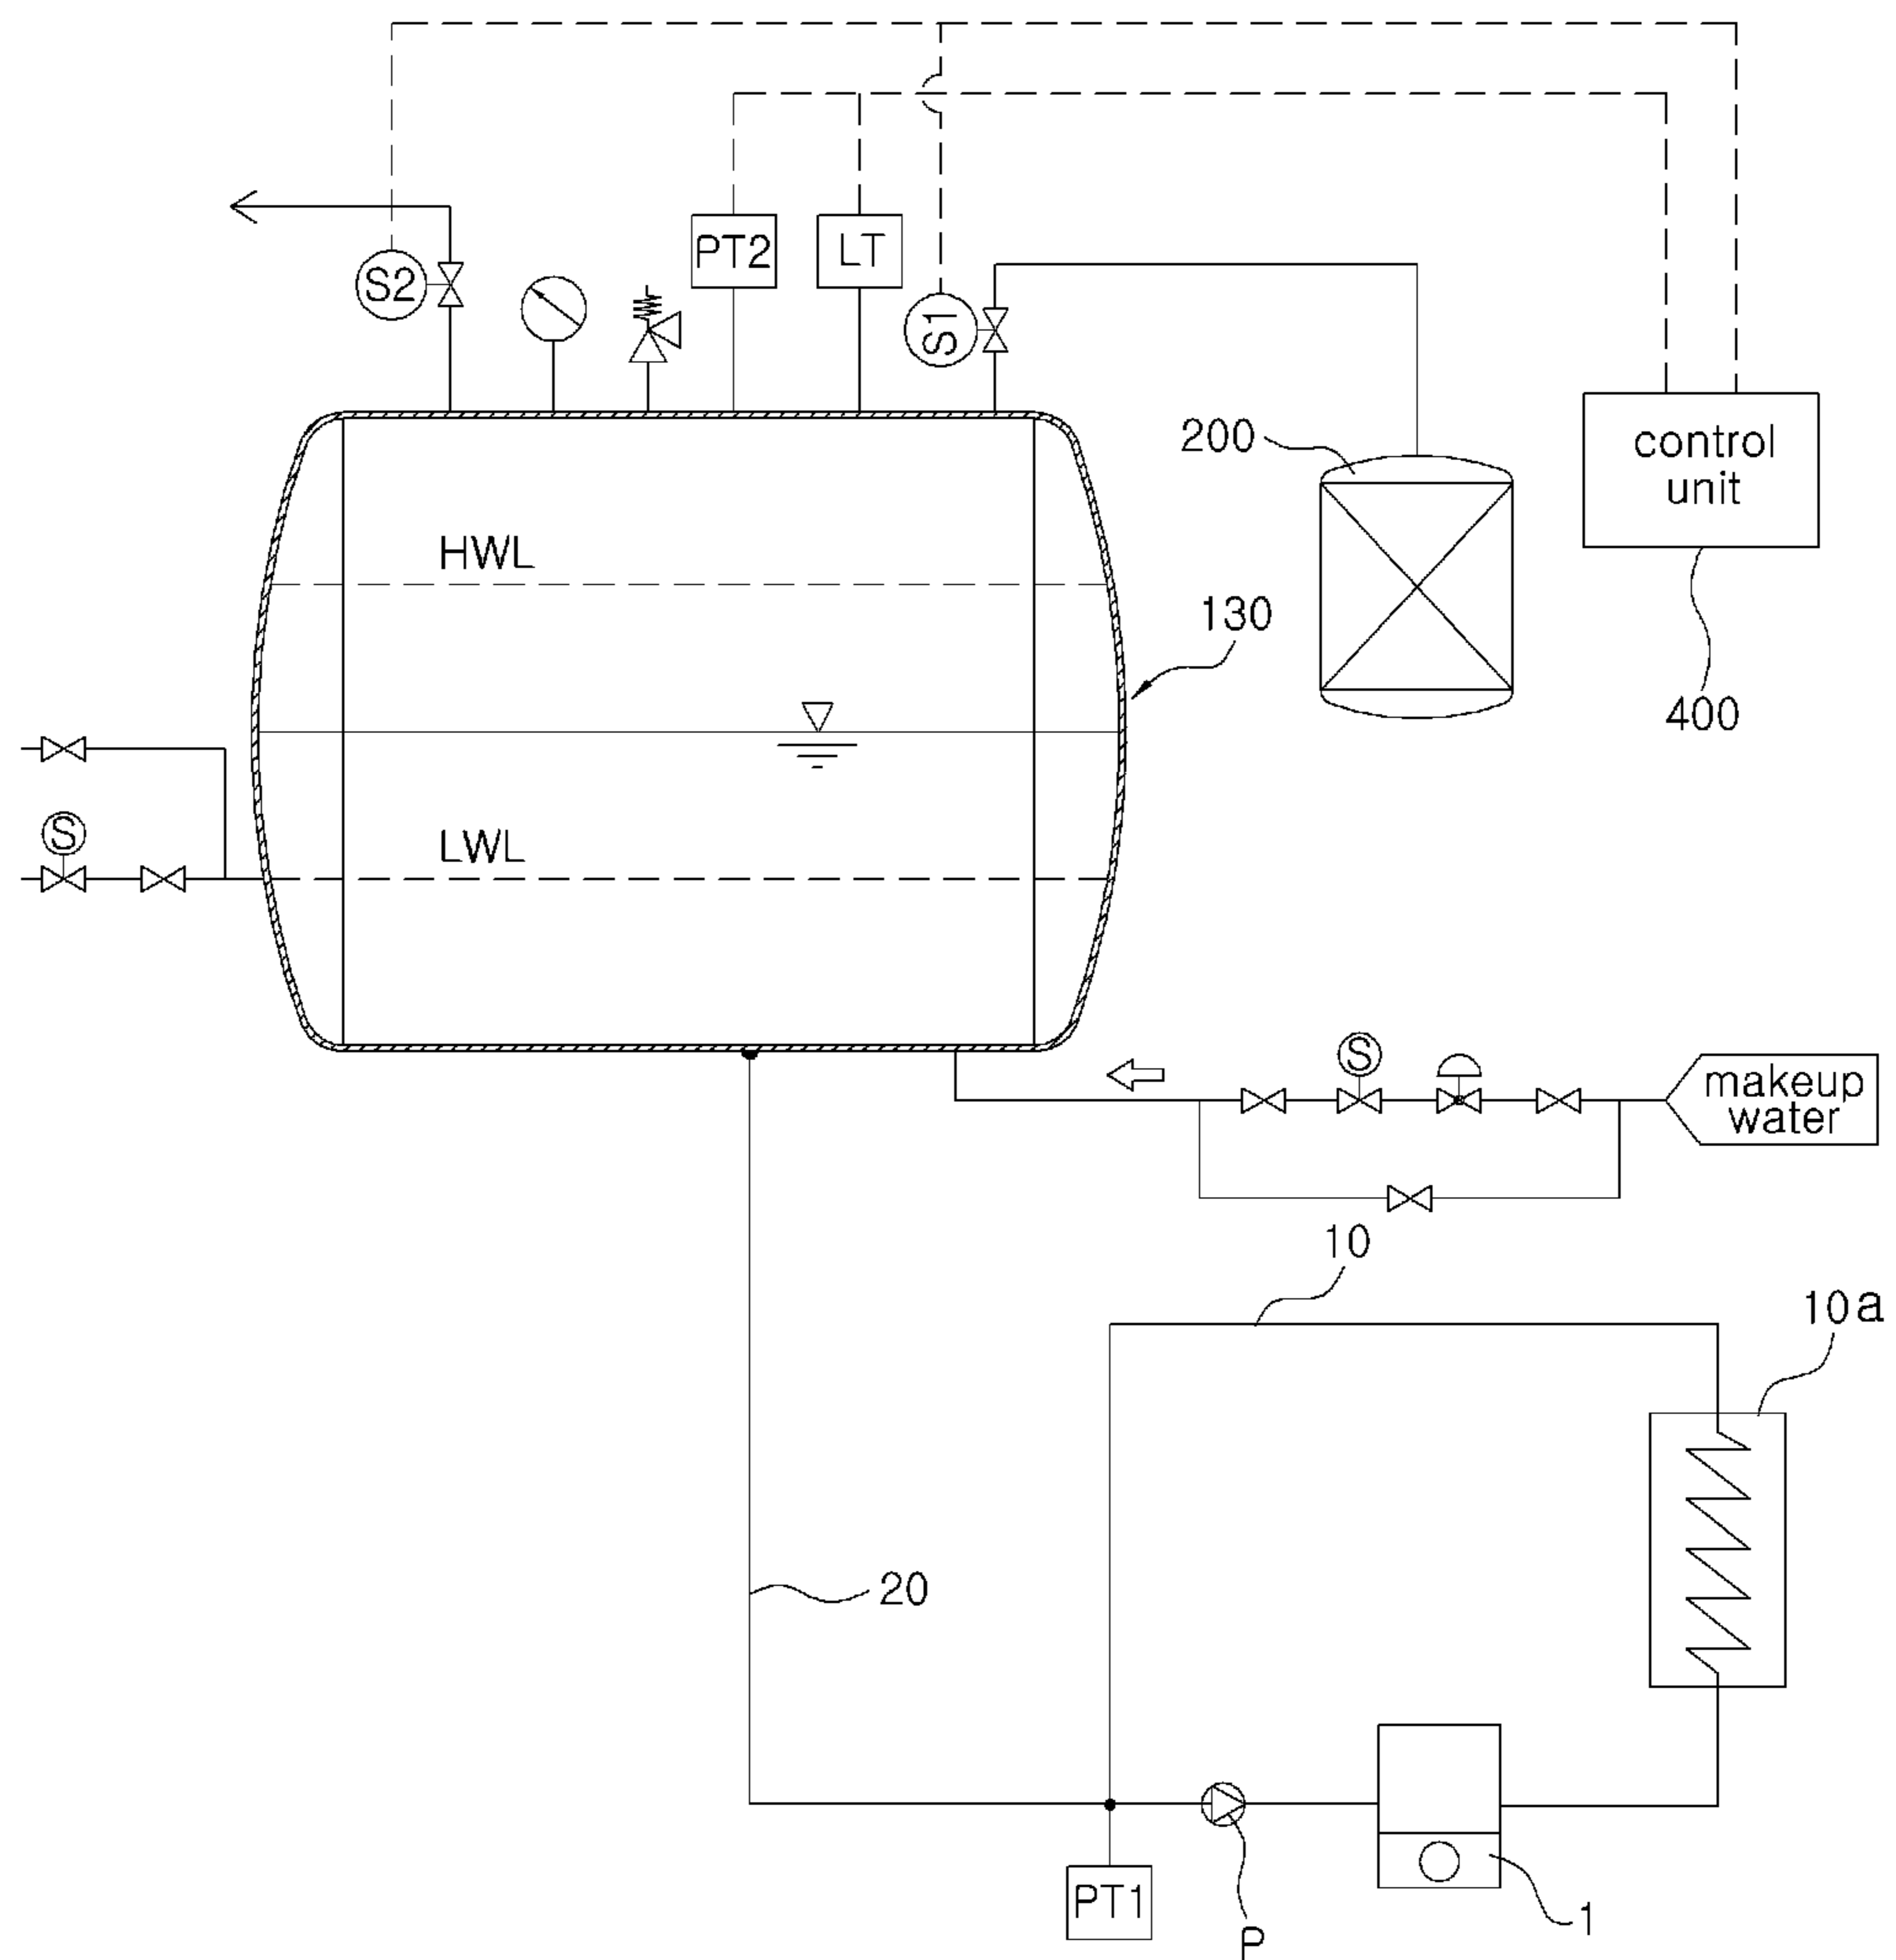 PT2
LT
S2
S1
200
control
unit
HWL
130
400
S
LWL
S
makeup
water
10
10a
20
PT1
P
1